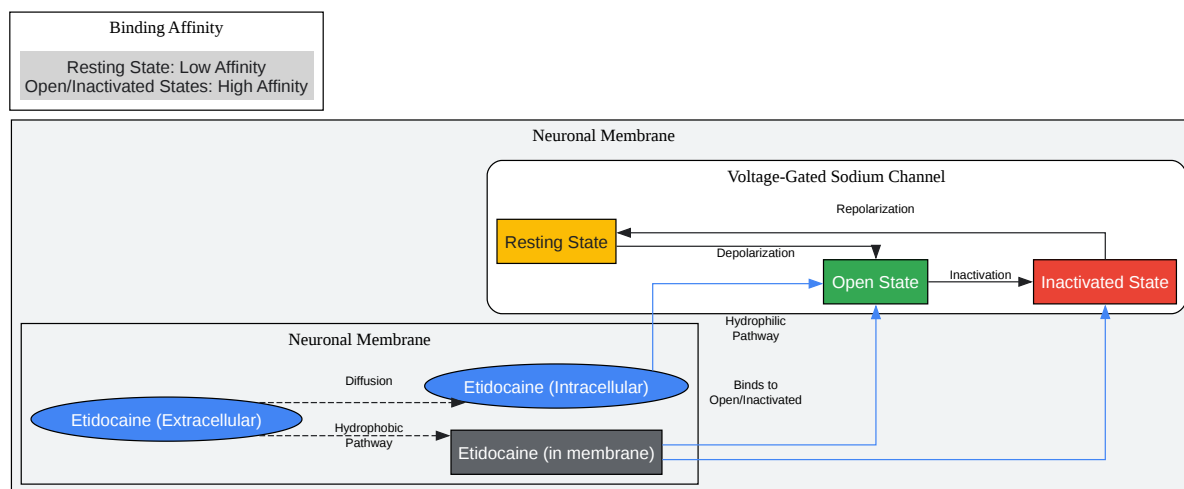 Binding Affinity
Resting State: Low Affinity
Open/Inactivated States: High Affinity
Neuronal Membrane
Voltage-Gated Sodium Channel
Repolarization
Resting State
Depolarization
Open State
Inactivation
Inactivated State
Hydrophilic
Pathway
Neuronal Membrane
Diffusion
Etidocaine (Intracellular)
Binds to
Open/Inactivated
Etidocaine (Extracellular)
Hydrophobic
Pathway
Etidocaine (in membrane)